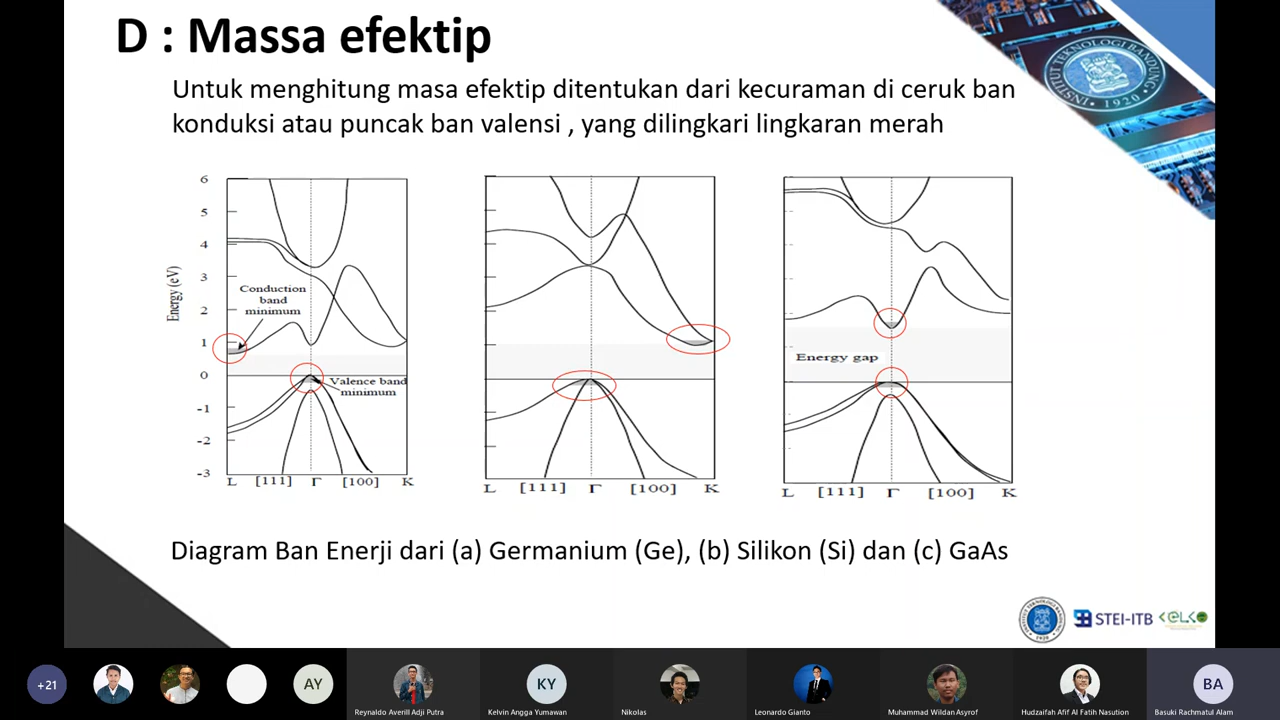 D : Massa efektip
Untuk menghitung masa efektip ditentukan dari kecuraman di ceruk ban
konduksi atau puncak ban valensi , yang dilingkari lingkaran merah
INSTITUT TEKNOLOGI BANDUNG
1920
Energy (eV)
6
5
4
3
2
1
0
-1
-2
-3
Conduction
band
minimum
Valence band
minimum
L [111] Γ [100] K
L [111] Γ [100] K
Energy gap
L [111] Γ [100] K
Diagram Ban Enerji dari (a) Germanium (Ge), (b) Silikon (Si) dan (c) GaAs
STEI-ITB
+21
AY
Reynaldo Averill Adji Putra
KY
Kelvin Angga Yumawan
Nikolas
Leonardo Gianto
Muhammad Wildan Asyrof
Hudzaifah Afif Al Fatih Nasution
BA
Basuki Rachmatul Alam